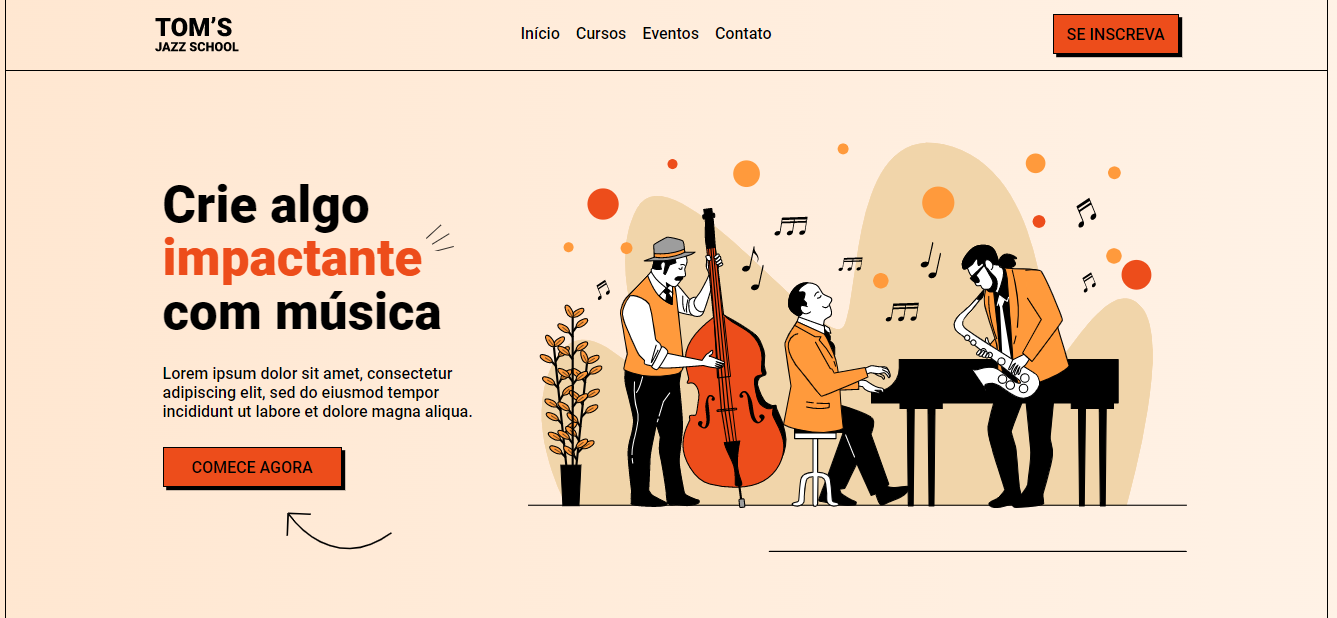 TOM’S
JAZZ SCHOOL
Início Cursos Eventos Contato
SE INSCREVA
Crie algo
impactante
com música
Lorem ipsum dolor sit amet, consectetur
adipiscing elit, sed do eiusmod tempor
incididunt ut labore et dolore magna aliqua.
COMECE AGORA